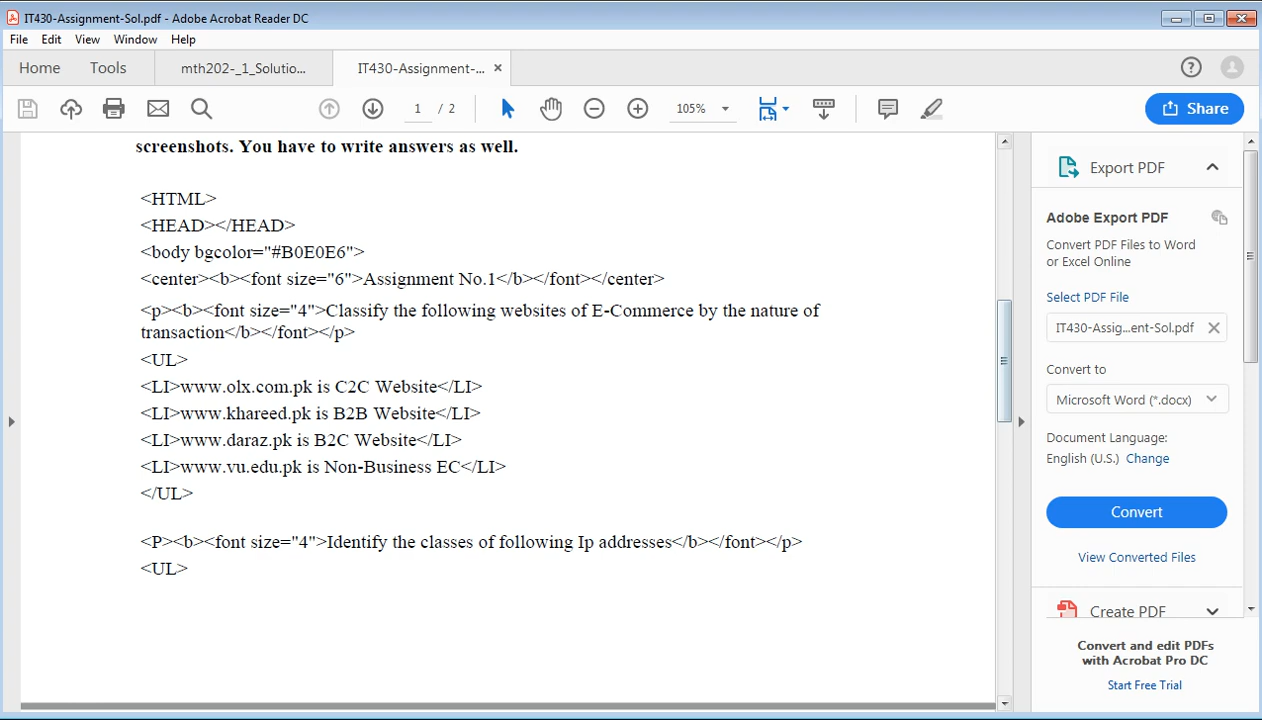 IT430-Assignment-Sol.pdf - Adobe Acrobat Reader DC
File Edit View Window Help
Home Tools mth202-_1_Solutio... IT430-Assignment-... ×
1 / 2 105% Share
screenshots. You have to write answers as well.
<HTML>
<HEAD></HEAD>
<body bgcolor="#B0E0E6">
<center><b><font size="6">Assignment No.1</b></font></center>
<p><b><font size="4">Classify the following websites of E-Commerce by the nature of
transaction</b></font></p>
<UL>
<LI>www.olx.com.pk is C2C Website</LI>
<LI>www.khareed.pk is B2B Website</LI>
<LI>www.daraz.pk is B2C Website</LI>
<LI>www.vu.edu.pk is Non-Business EC</LI>
</UL>
<P><b><font size="4">Identify the classes of following Ip addresses</b></font></p>
<UL>
Export PDF
Adobe Export PDF
Convert PDF Files to Word
or Excel Online
Select PDF File
IT430-Assig...ent-Sol.pdf
Convert to
Microsoft Word (*.docx)
Document Language:
English (U.S.) Change
Convert
View Converted Files
Create PDF
Convert and edit PDFs
with Acrobat Pro DC
Start Free Trial